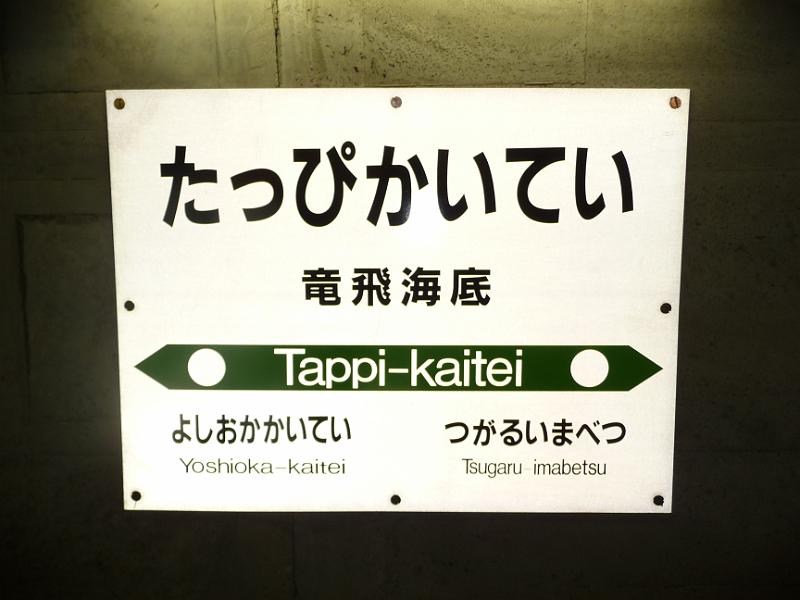 たっぴかいてい
竜飛海底
Tappi-kaitei
よしおかかいてい つがるいまべつ
Yoshioka-kaitei Tsugaru-imabetsu